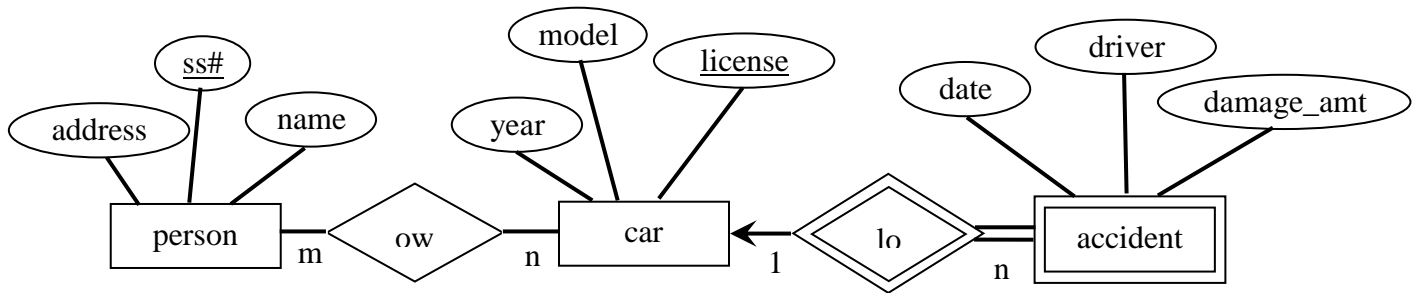 model
ss#
license
driver
date
damage_amt
address
name
year
person
m
ow
n
car
1
lo
n
accident